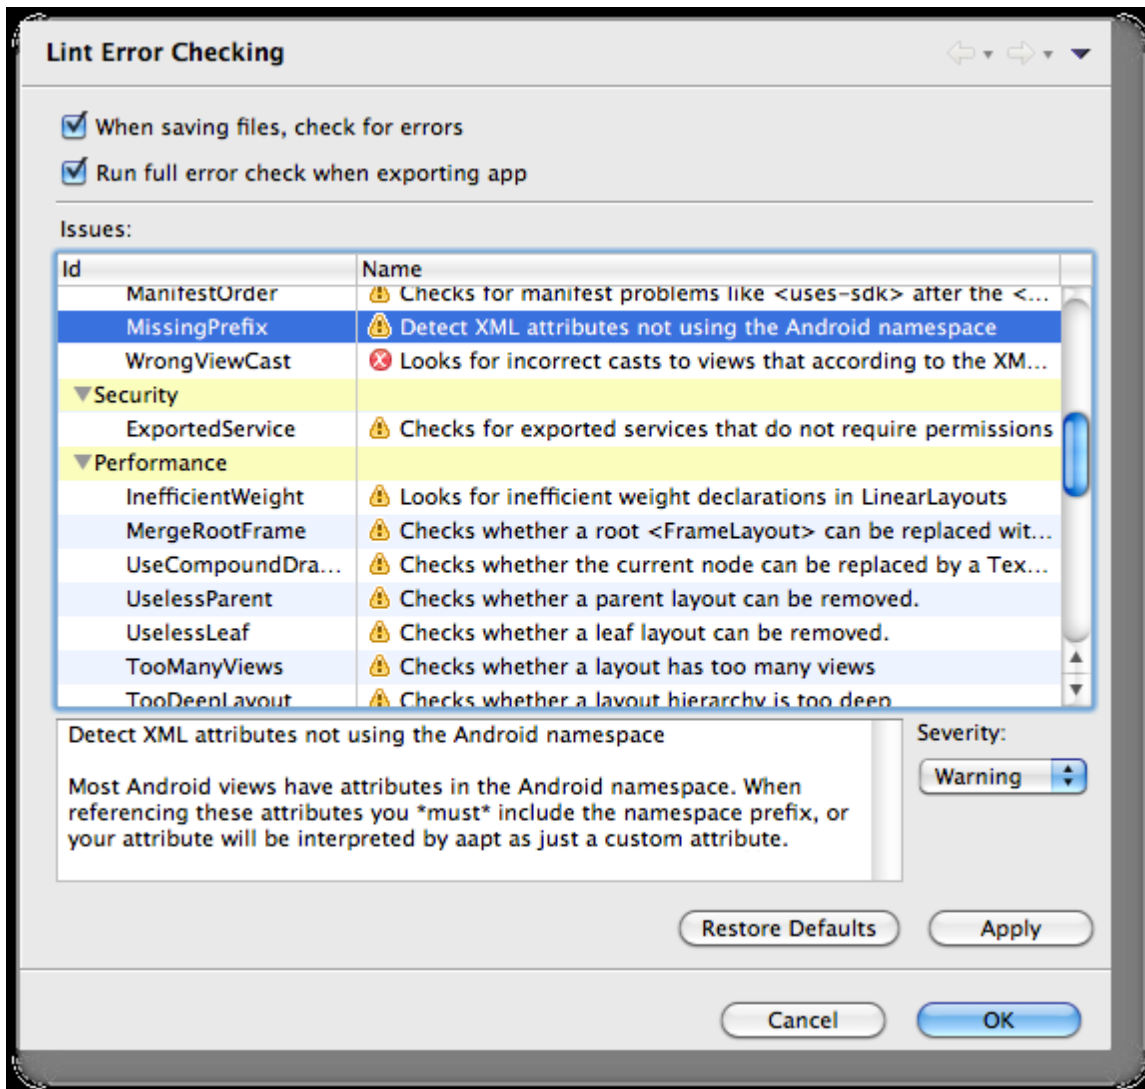 Lint Error Checking
When saving files, check for errors
Run full error check when exporting app
Issues:
Id Name
ManifestOrder Checks for manifest problems like <uses-sdk> after the <...
MissingPrefix Detect XML attributes not using the Android namespace
WrongViewCast Looks for incorrect casts to views that according to the XM...
Security
ExportedService Checks for exported services that do not require permissions
Performance
InefficientWeight Looks for inefficient weight declarations in LinearLayouts
MergeRootFrame Checks whether a root <FrameLayout> can be replaced wit...
UseCompoundDra... Checks whether the current node can be replaced by a Tex...
UselessParent Checks whether a parent layout can be removed.
UselessLeaf Checks whether a leaf layout can be removed.
TooManyViews Checks whether a layout has too many views
TooDeepLayout Checks whether a layout hierarchy is too deep
Detect XML attributes not using the Android namespace
Severity:
Warning
Most Android views have attributes in the Android namespace. When
referencing these attributes you *must* include the namespace prefix, or
your attribute will be interpreted by aapt as just a custom attribute.
Restore Defaults Apply
Cancel OK